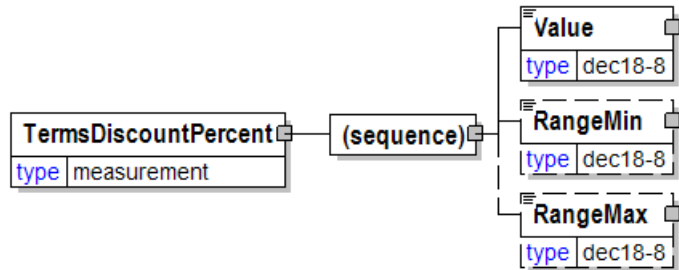 Value
type dec18-8
TermsDiscountPercent
type measurement
(sequence)
RangeMin
type dec18-8
RangeMax
type dec18-8